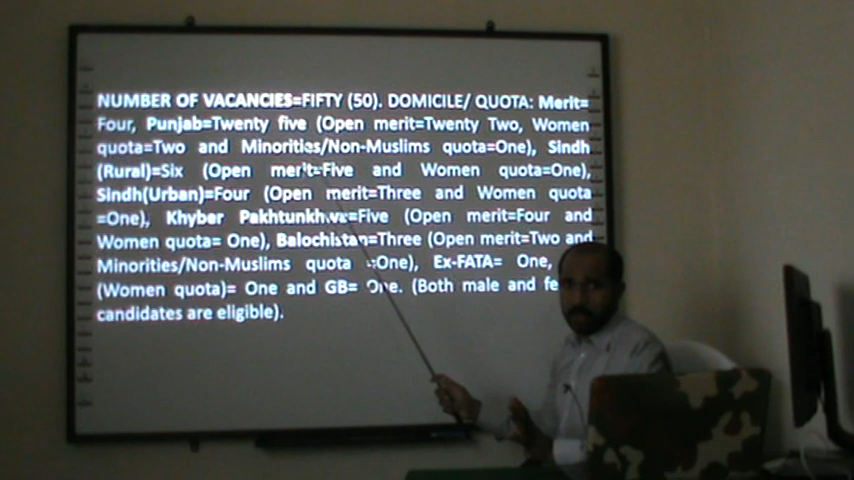 NUMBER OF VACANCIES=FIFTY (50). DOMICILE/ QUOTA: Merit=
Four, Punjab=Twenty five (Open merit=Twenty Two, Women
quota=Two and Minorities/Non-Muslims quota=One), Sindh
(Rural)=Six (Open merit=Five and Women quota=One),
Sindh(Urban)=Four (Open merit=Three and Women quota
=One), Khyber Pakhtunkhwa=Five (Open merit=Four and
Women quota= One), Balochistan=Three (Open merit=Two and
Minorities/Non-Muslims quota =One), Ex-FATA= One,
(Women quota)= One and GB= One. (Both male and
candidates are eligible).